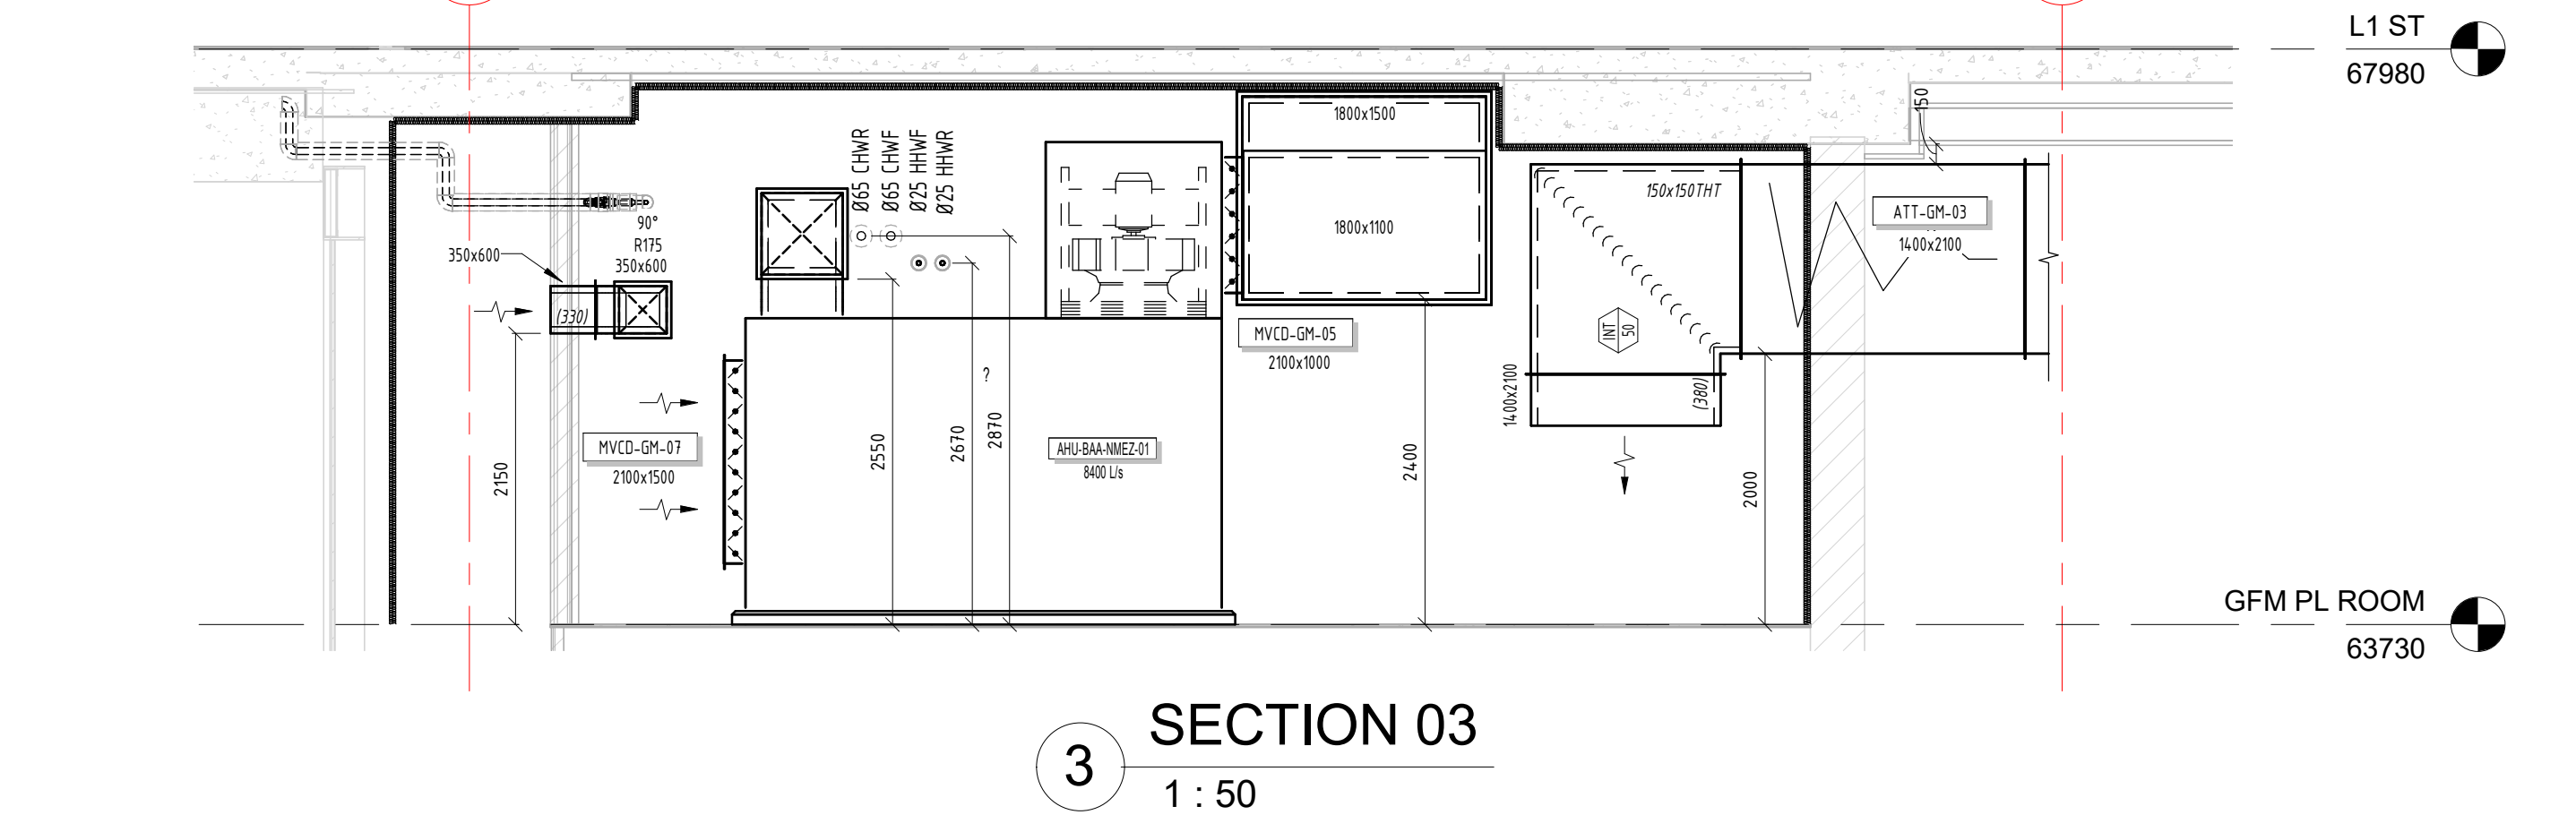 L1 ST
67980
150
1800x1500
Ø65 CHWR
Ø65 CHWF
Ø25 HHWF
Ø25 HHWR
150x150THT
ATT-GM-03
1400x2100
90°
R175
350x600
350x600
1800x1100
(330)
INT
50
MVCD-GM-05
2100x1000
?
1400x2100
(380)
MVCD-GM-07
2100x1500
2150
2550
2670
2870
AHU-BAA-NMEZ-01
8400 L/s
2400
2000
GFM PL ROOM
63730
3
SECTION 03
1 : 50